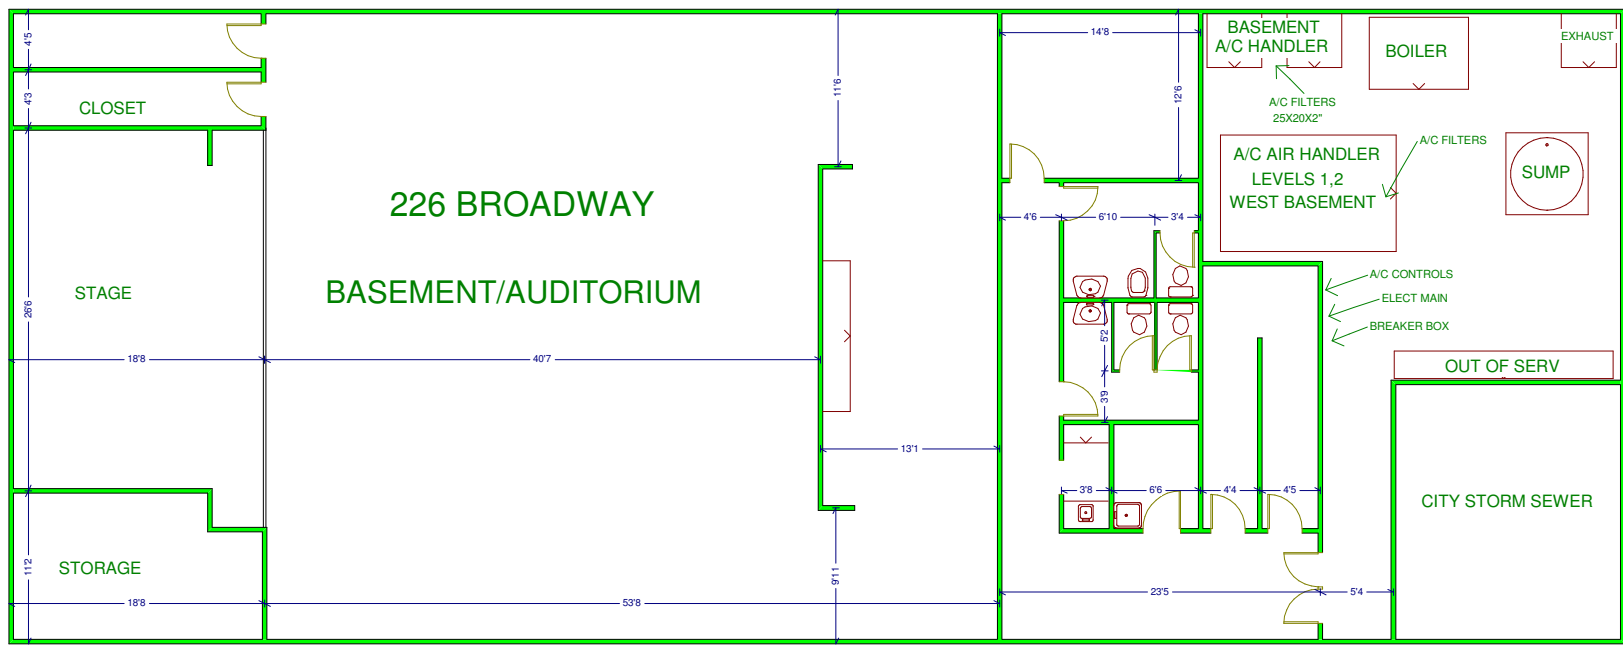 4'5
4'3
CLOSET
STAGE
26'6
18'8
STORAGE
11'2
18'8
226 BROADWAY
BASEMENT/AUDITORIUM
40'7
53'8
11'6
13'1
9'11
14'8
12'6
4'6
6'10
3'4
5'2
3'9
3'8
6'6
4'4
4'5
23'5
5'4
BASEMENT
A/C HANDLER
BOILER
EXHAUST
A/C FILTERS
25X20X2"
A/C AIR HANDLER
LEVELS 1,2
WEST BASEMENT
A/C FILTERS
SUMP
A/C CONTROLS
ELECT MAIN
BREAKER BOX
OUT OF SERV
CITY STORM SEWER